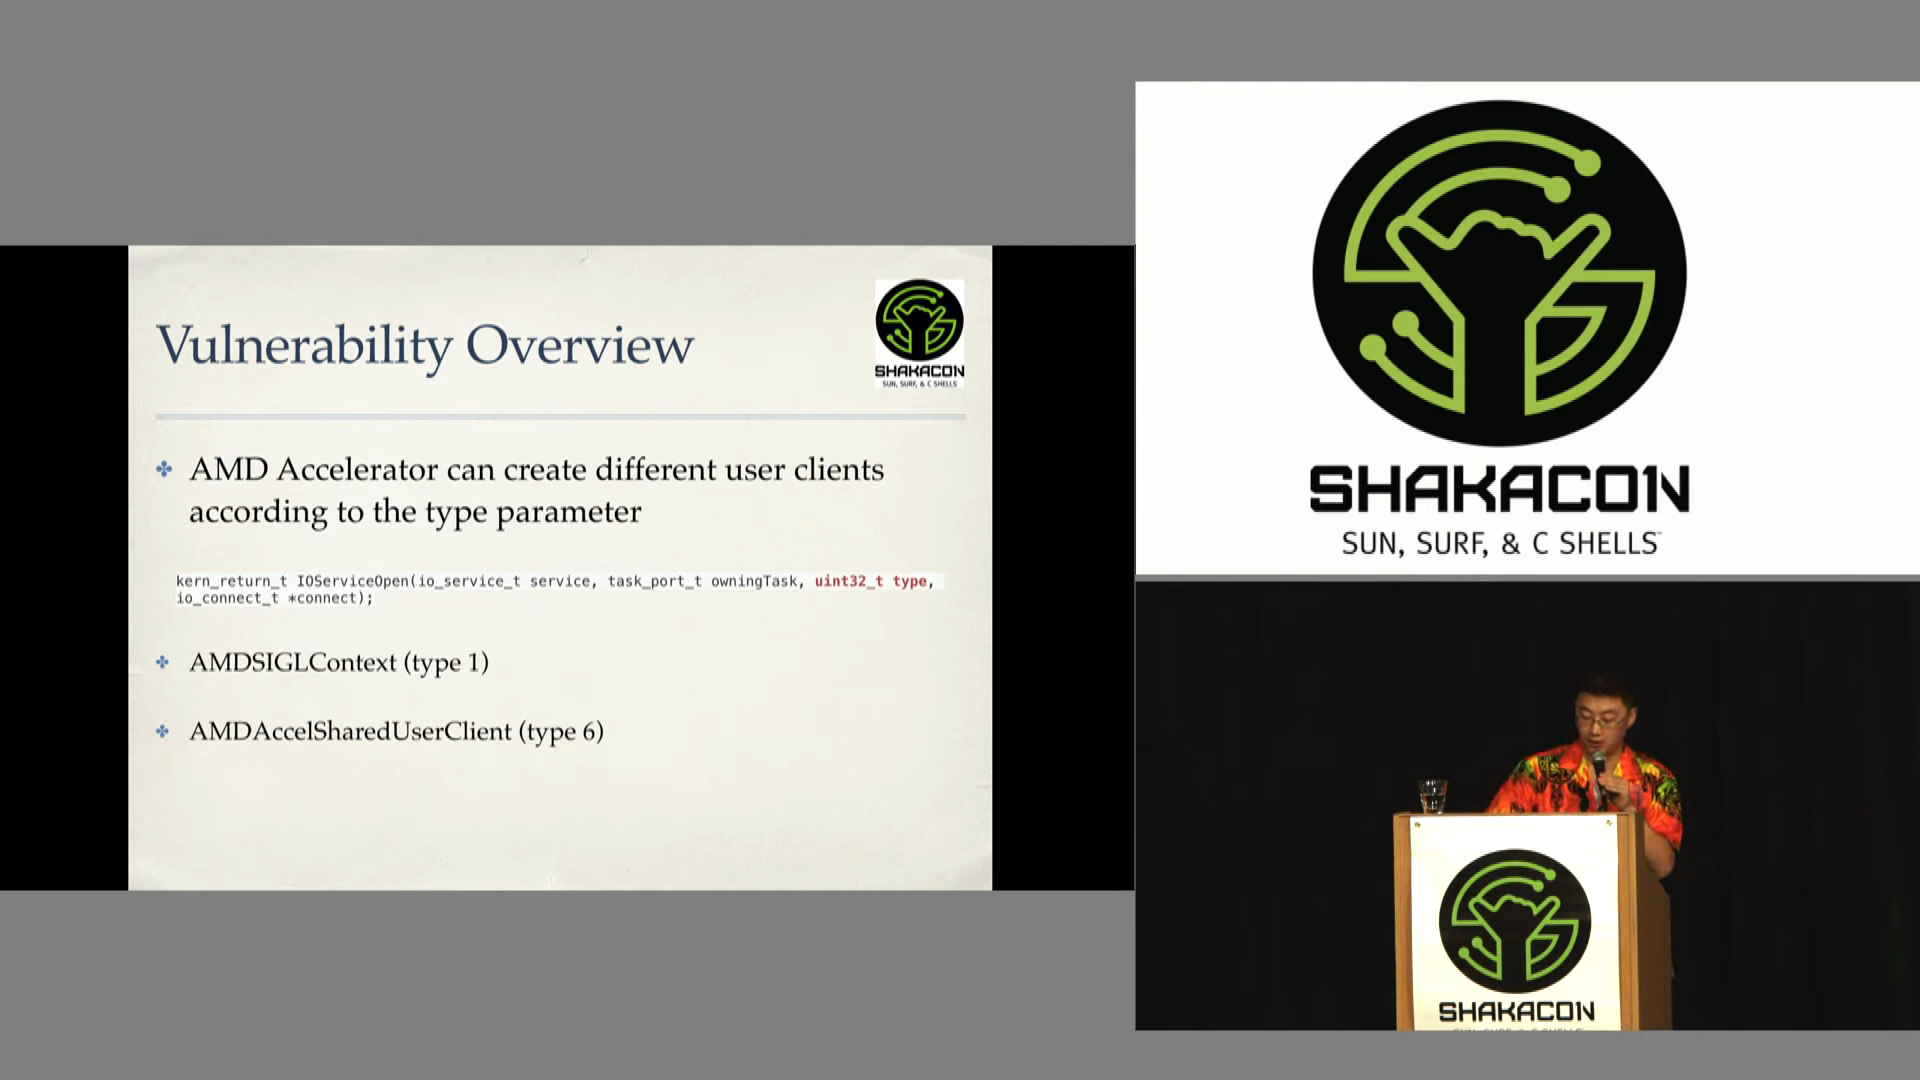 Vulnerability Overview
SHAKACON
SUN, SURF, & C SHELLS
AMD Accelerator can create different user clients
according to the type parameter
kern_return_t IOServiceOpen(io_service_t service, task_port_t owningTask, uint32_t type,
io_connect_t *connect);
AMDSIGLContext (type 1)
AMDAccelSharedUserClient (type 6)
SHAKACON
SUN, SURF, & C SHELLS
SHAKACON